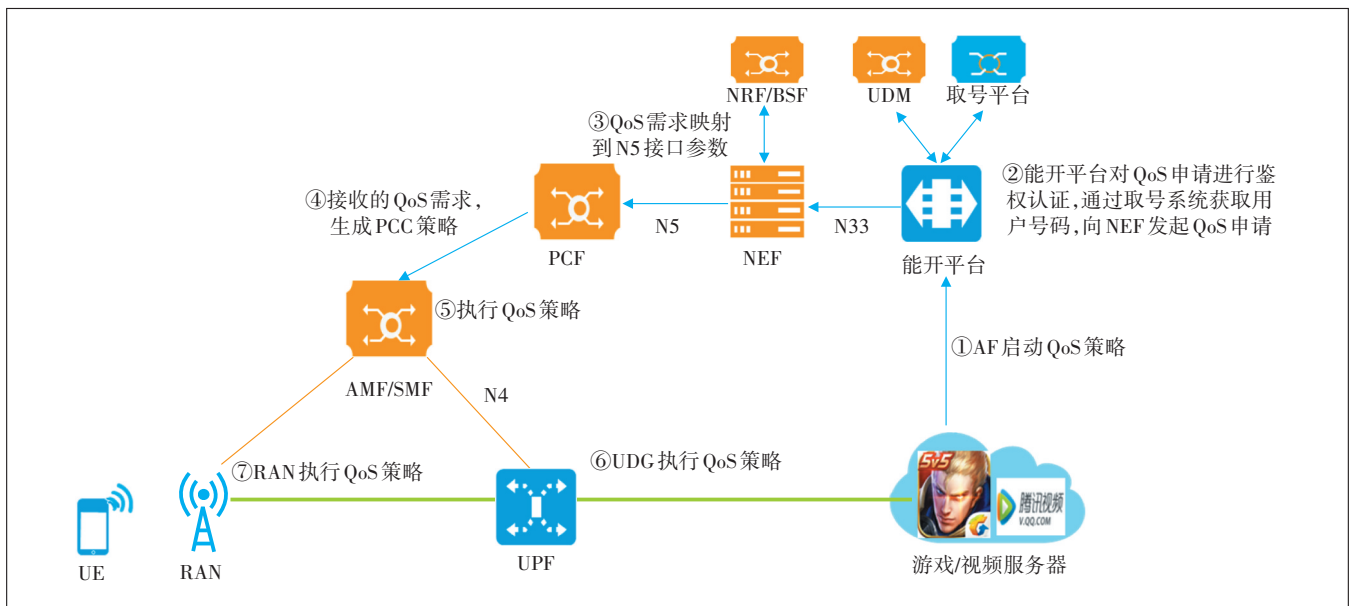 NRF/BSF
UDM
取号平台
③QoS需求映射
到N5接口参数
②能开平台对QoS申请进行鉴
权认证,通过取号系统获取用
户号码,向NEF发起QoS申请
④接收的QoS需求,
生成PCC策略
N5
N33
PCF
NEF
能开平台
⑤执行QoS策略
①AF启动QoS策略
AMF/SMF
N4
⑦RAN执行QoS策略
⑥UDG执行QoS策略
5v5
腾讯视频
V.QQ.COM
UE
RAN
UPF
游戏/视频服务器